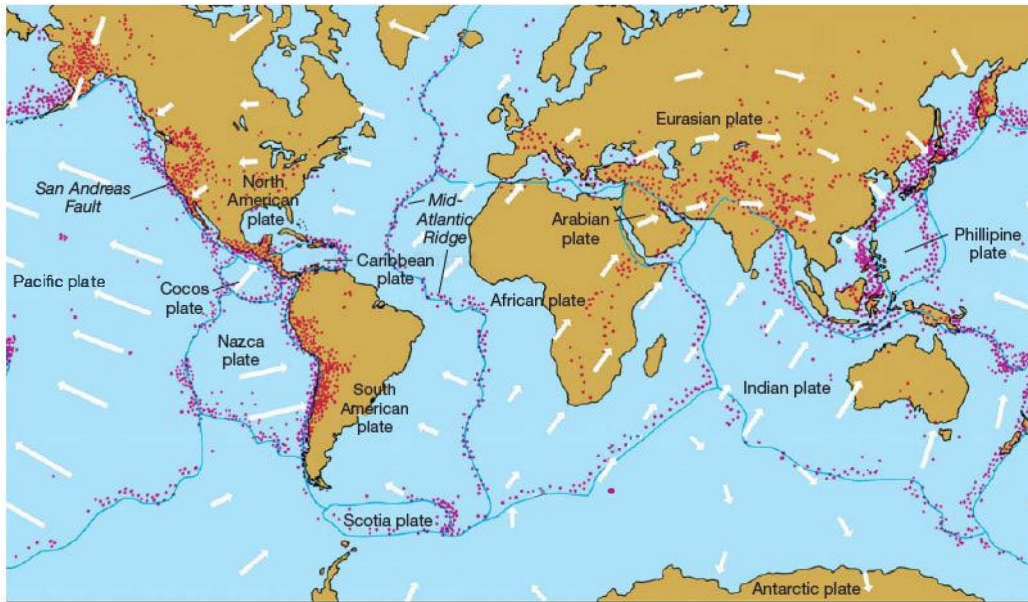 Eurasian plate
San Andreas
Fault
North
American
plate
Mid-
Atlantic
Ridge
Arabian
plate
Phillipine
plate
Caribbean
plate
Pacific plate
Cocos
plate
African plate
Nazca
plate
South
American
plate
Indian plate
Scotia plate
Antarctic plate